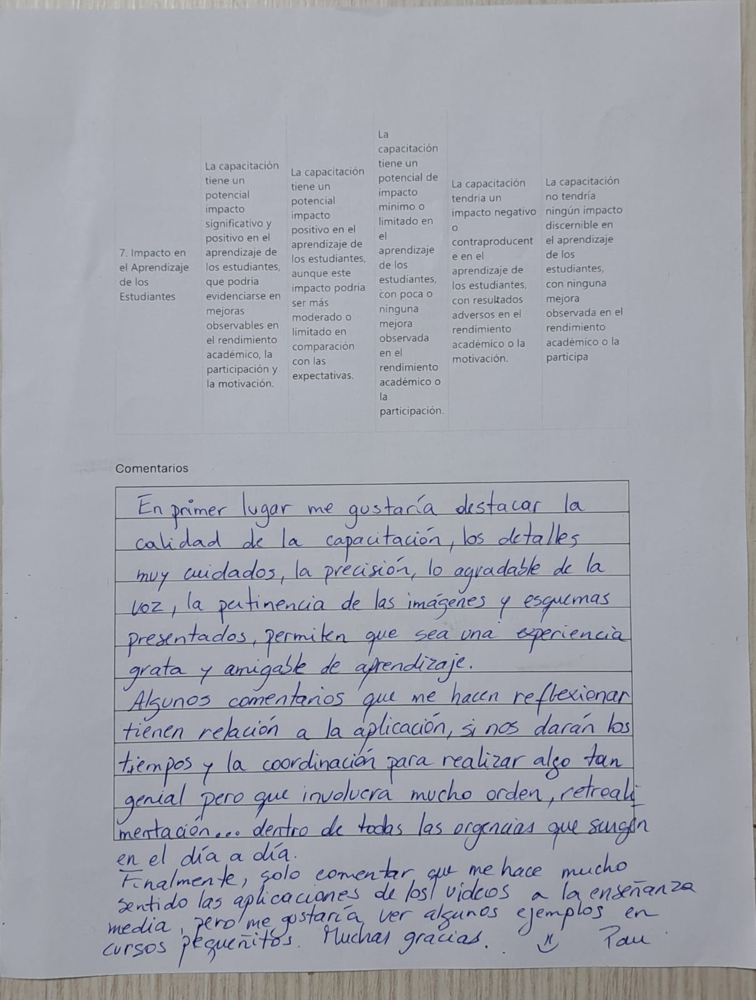 7. Impacto en
el Aprendizaje
de los
Estudiantes
La capacitación
tiene un
potencial
impacto
significativo y
positivo en el
aprendizaje de
los estudiantes,
que podría
evidenciarse en
mejoras
observables en
el rendimiento
académico, la
participación y
la motivación.
La capacitación
tiene un
potencial
impacto
positivo en el
aprendizaje de
los estudiantes,
aunque este
impacto podría
ser más
moderado o
limitado en
comparación
con las
expectativas.
La
capacitación
tiene un
potencial de
impacto
mínimo o
limitado en
el
aprendizaje
de los
estudiantes,
con poca o
ninguna
mejora
observada
en el
rendimiento
académico o
la
participación.
La capacitación
tendría un
impacto negativo
o
contraproducent
e en el
aprendizaje de
los estudiantes,
con resultados
adversos en el
rendimiento
académico o la
motivación.
La capacitación
no tendría
ningún impacto
discernible en
el aprendizaje
de los
estudiantes,
con ninguna
mejora
observada en el
rendimiento
académico o la
participa
Comentarios
En primer lugar me gustaría destacar la
calidad de la capacitación, los detalles
muy cuidados, la precisión, lo agradable de la
voz, la pertinencia de las imágenes y esquemas
presentados, permiten que sea una experiencia
grata y amigable de aprendizaje.
Algunos comentarios que me hacen reflexionar
tienen relación a la aplicación, si nos darán los
tiempos y la coordinación para realizar algo tan
genial pero que involucra mucho orden, retreali
mentación... dentro de todas las urgencias que surgen
en el día a día.
Finalmente, solo comentar que me hace mucho
sentido las aplicaciones de los videos a la enseñanza
media, pero me gustaría ver algunos ejemplos en
cursos pequeñitos. Muchas gracias. Pau